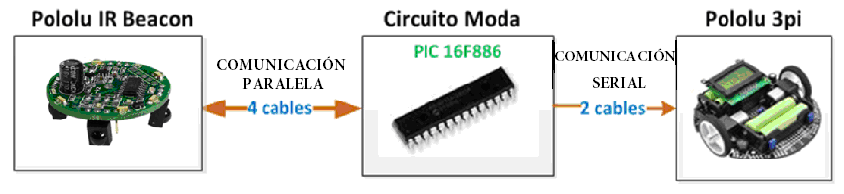 Pololu IR Beacon
Circuito Moda
Pololu 3pi
PIC 16F886
COMUNICACIÓN
PARALELA
4 cables
COMUNICACIÓN
SERIAL
2 cables